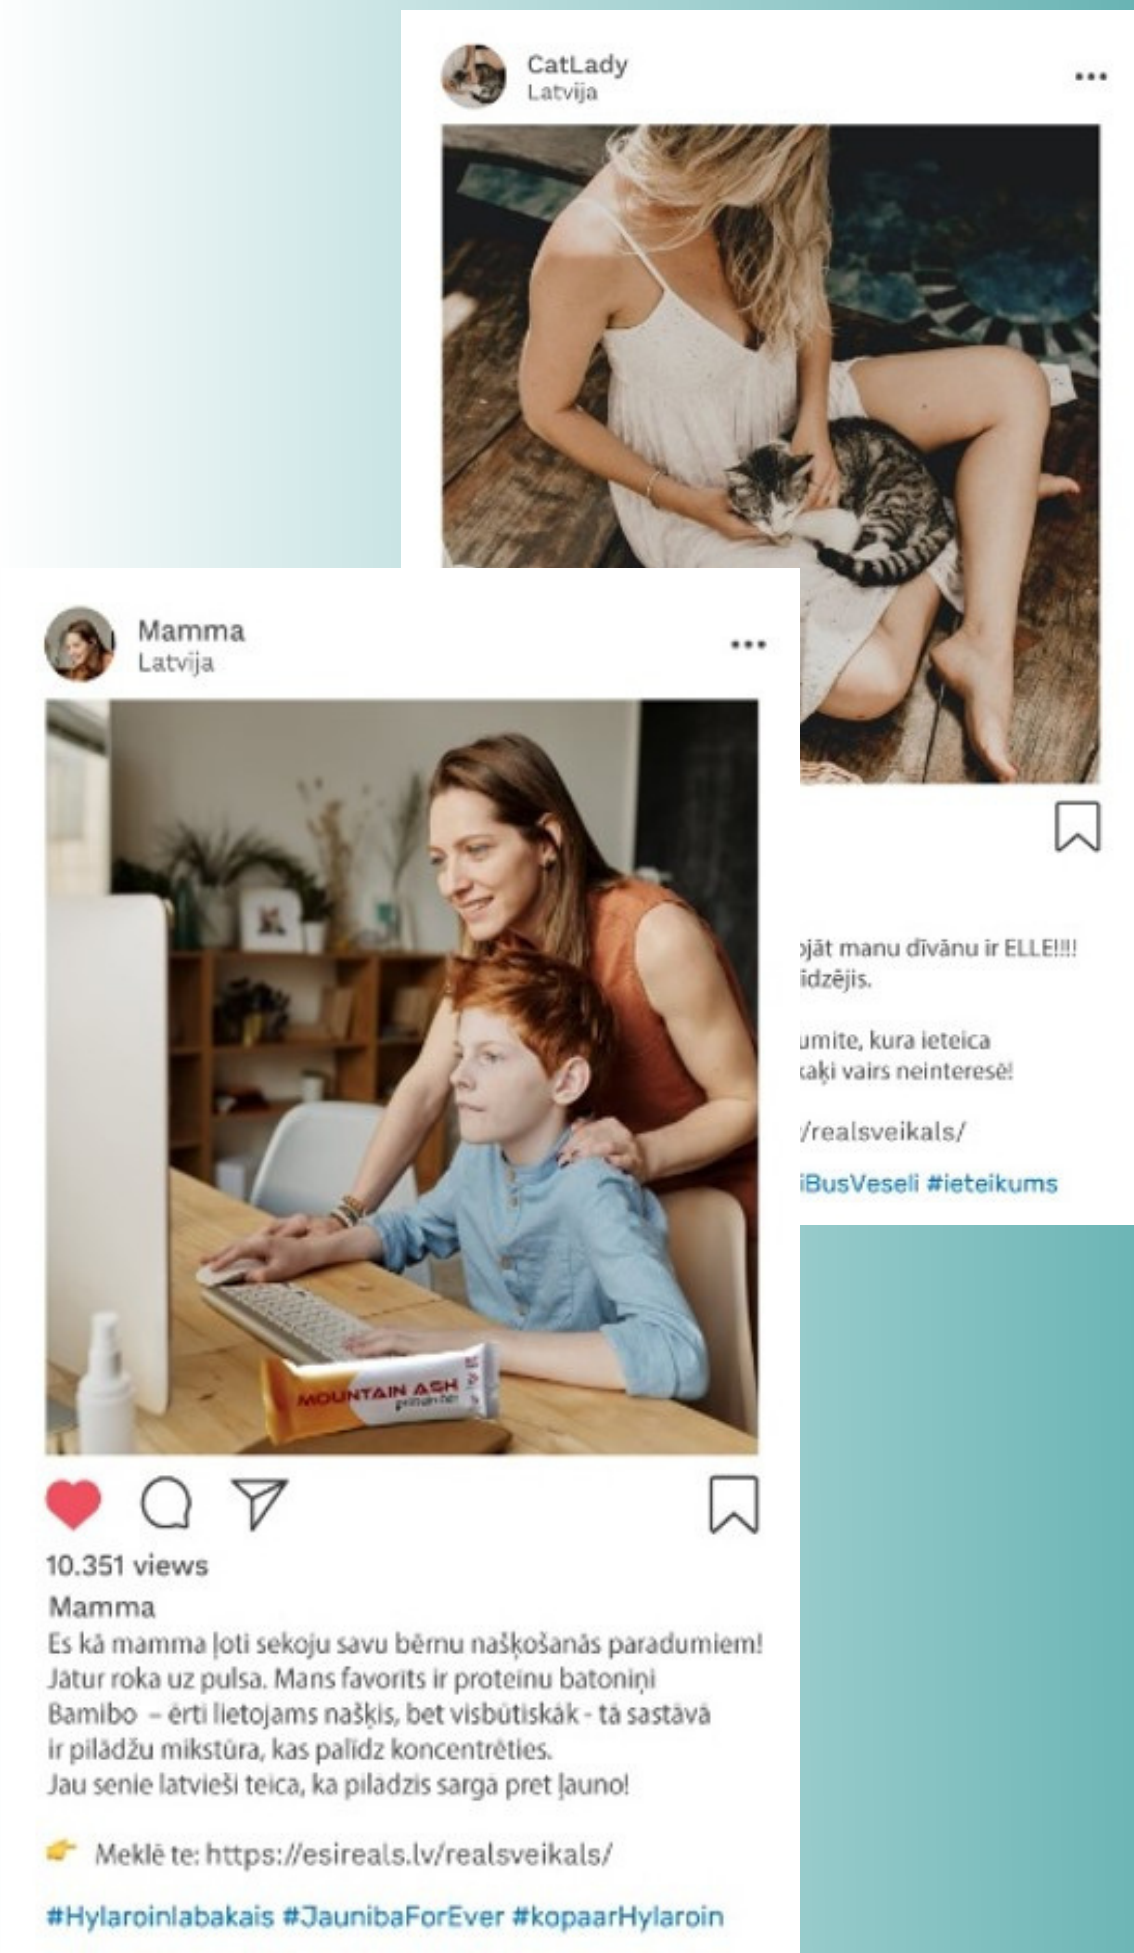 CatLady
Latvija
ojāt manu dīvānu ir ELLE!!!!
īdzējis.
umite, kura ieteica
kaķi vairs neinteresē!
/realsveikals/
iBusVeseli #ieteikums
Mamma
Latvija
MOUNTAIN ASH
10.351 views
Mamma
Es kā mamma ļoti sekoju savu bērnu našķošanās paradumiem!
Jātur roka uz pulsa. Mans favorīts ir proteīnu batoniņi
Bamibo – ērti lietojams našķis, bet visbūtiskāk - tā sastāvā
ir pīlādžu mikstūra, kas palīdz koncentrēties.
Jau senie latvieši teica, ka pīlādzis sargā pret ļauno!
Meklē te: https://esireals.lv/realsveikals/
#Hylaroinlabakais #JaunibaForEver #kopaarHylaroin